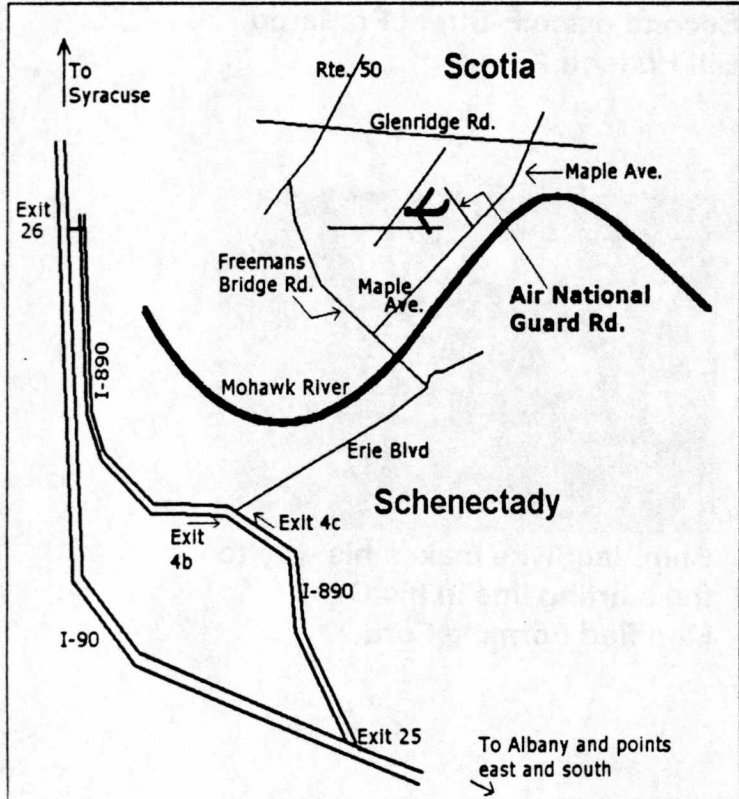 To
Syracuse
Rte. 50
Scotia
Glenridge Rd.
Maple Ave.
Exit
26
Freemans
Bridge Rd.
Maple
Ave.
Air National
Guard Rd.
I-890
Mohawk River
Erie Blvd
Schenectady
Exit 4c
Exit
4b
I-890
I-90
Exit 25
To Albany and points
east and south